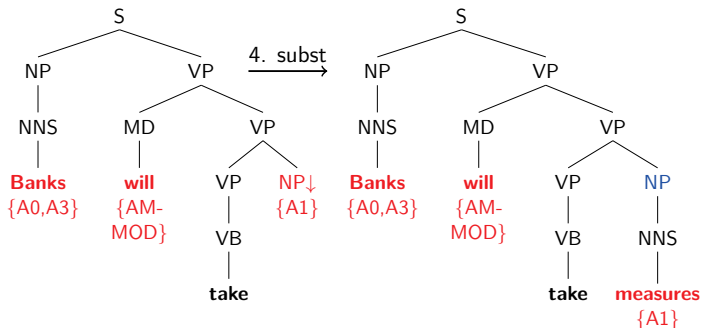 S
4. subst
S
NP
VP
NP
VP
NNS
MD
VP
NNS
MD
VP
Banks
{A0,A3}
will
{AM-
MOD}
VP
NP↓
{A1}
Banks
{A0,A3}
will
{AM-
MOD}
VP
NP
VB
VB
NNS
take
take
measures
{A1}